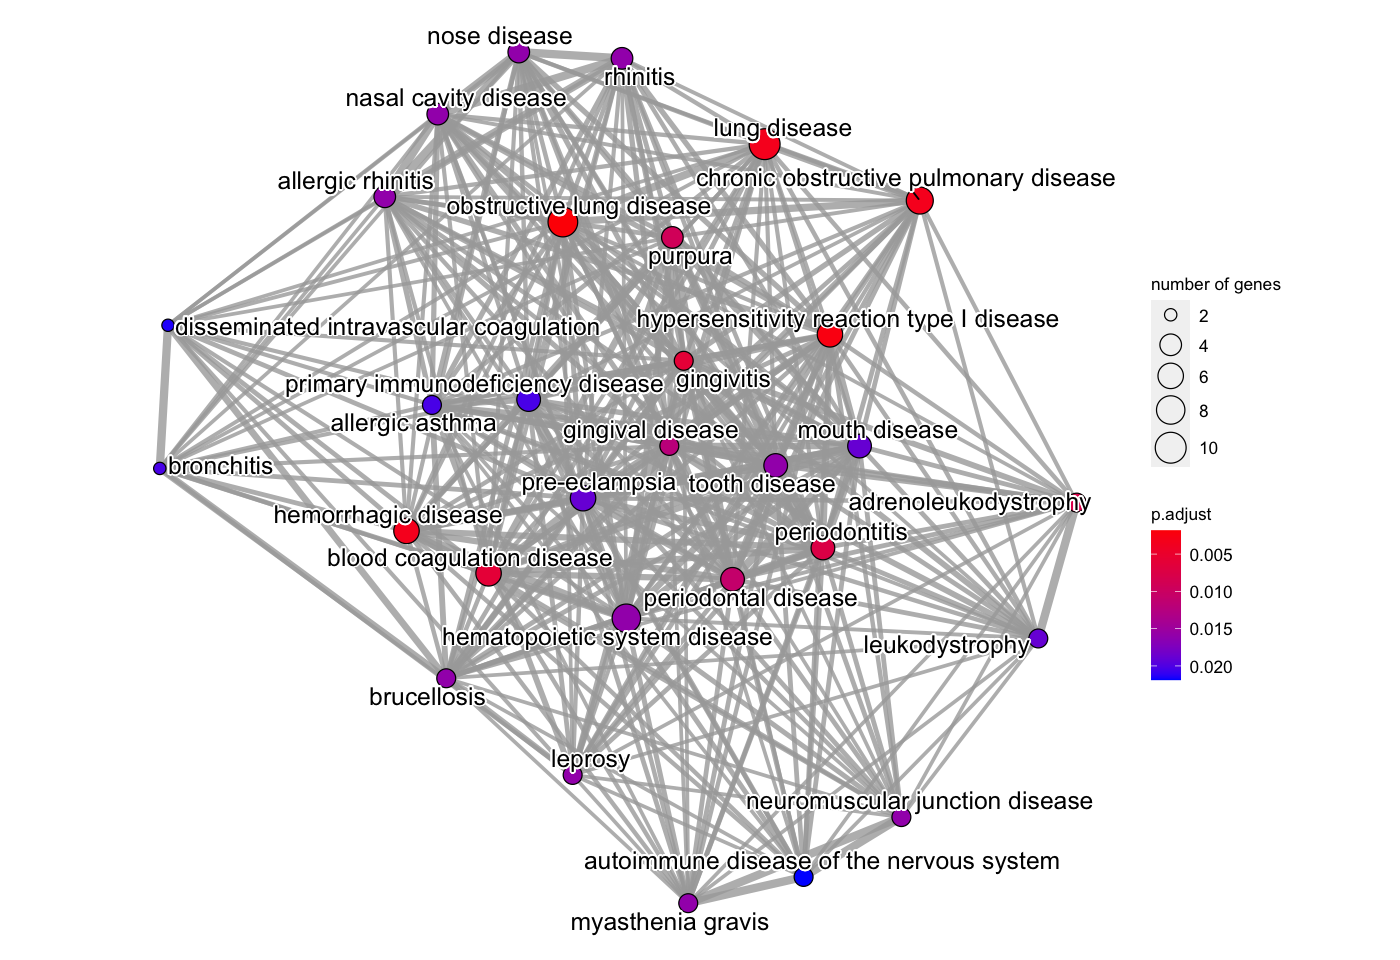 nose disease
rhinitis
nasal cavity disease
lung disease
chronic obstructive pulmonary disease
allergic rhinitis
obstructive lung disease
purpura
disseminated intravascular coagulation
hypersensitivity reaction type I disease
gingivitis
primary immunodeficiency disease
allergic asthma
gingival disease
mouth disease
bronchitis
pre-eclampsia
tooth disease
adrenoleukodystrophy
hemorrhagic disease
periodontitis
blood coagulation disease
periodontal disease
hematopoietic system disease
leukodystrophy
brucellosis
leprosy
neuromuscular junction disease
autoimmune disease of the nervous system
myasthenia gravis
number of genes
2
4
6
8
10
p.adjust
0.005
0.010
0.015
0.020